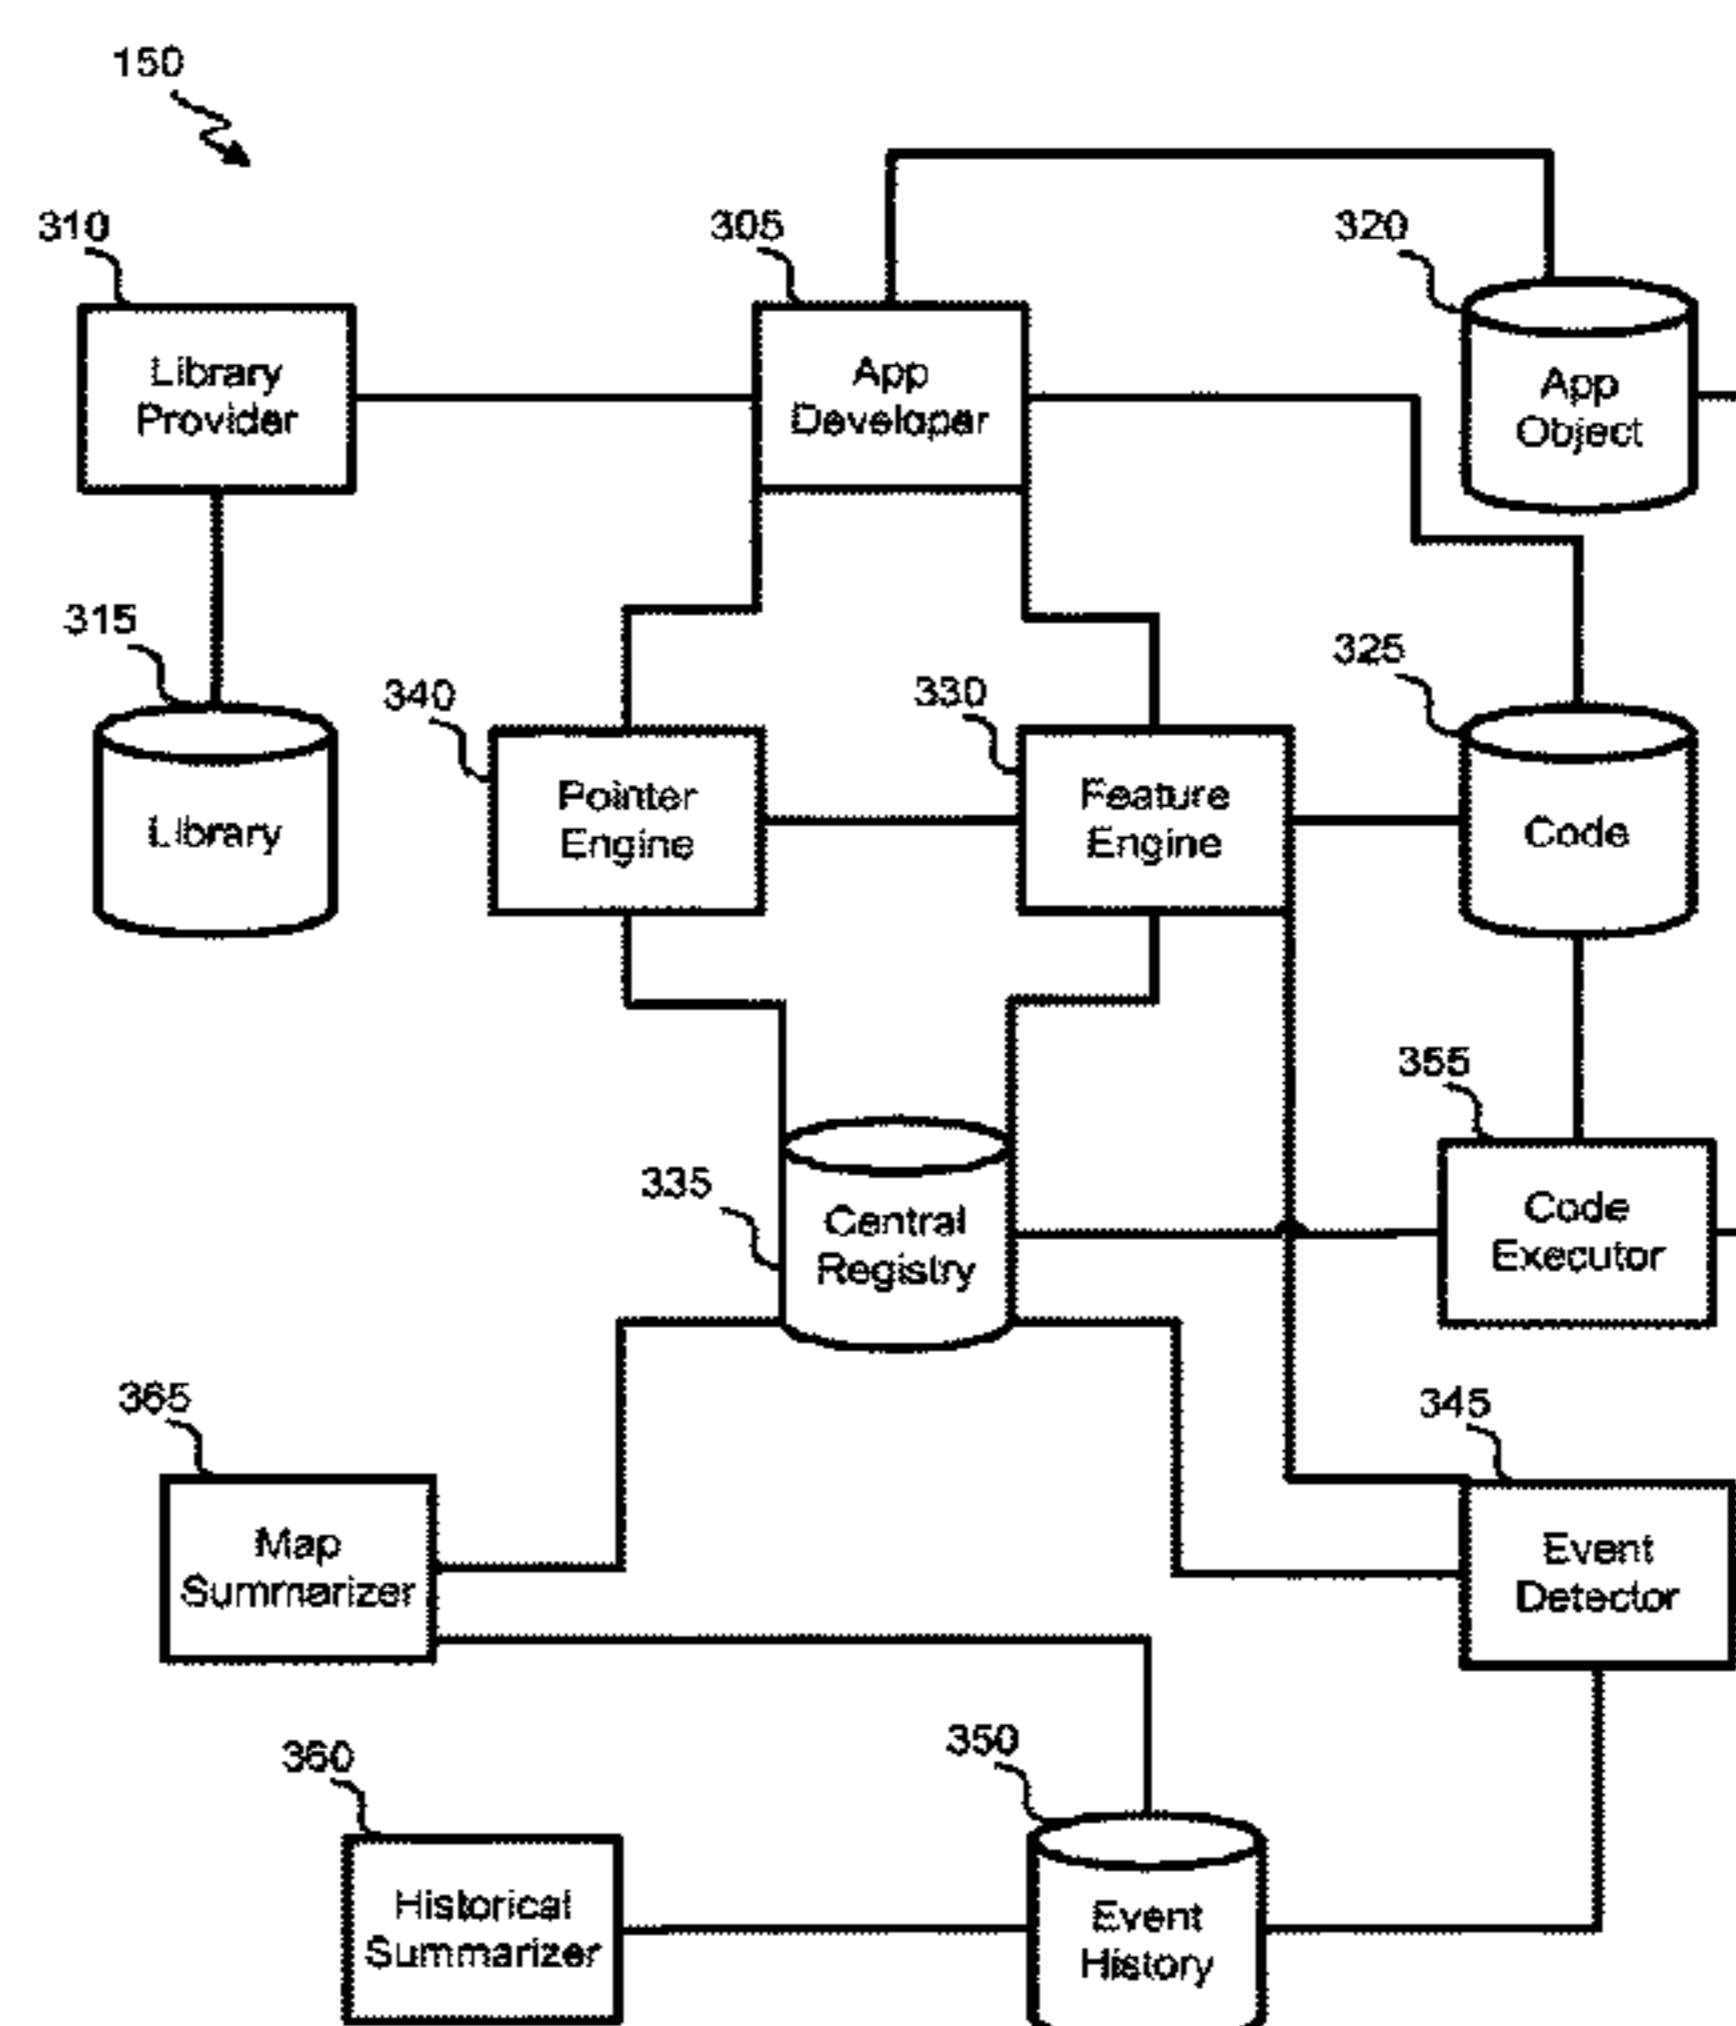 150
310
305
320
Library
Provider
App
Developer
App
Object
315
340
330
325
Library
Pointer
Engine
Feature
Engine
Code
355
335
Central
Registry
Code
Executor
365
345
Map
Summarizer
Event
Detector
360
350
Historical
Summarizer
Event
History